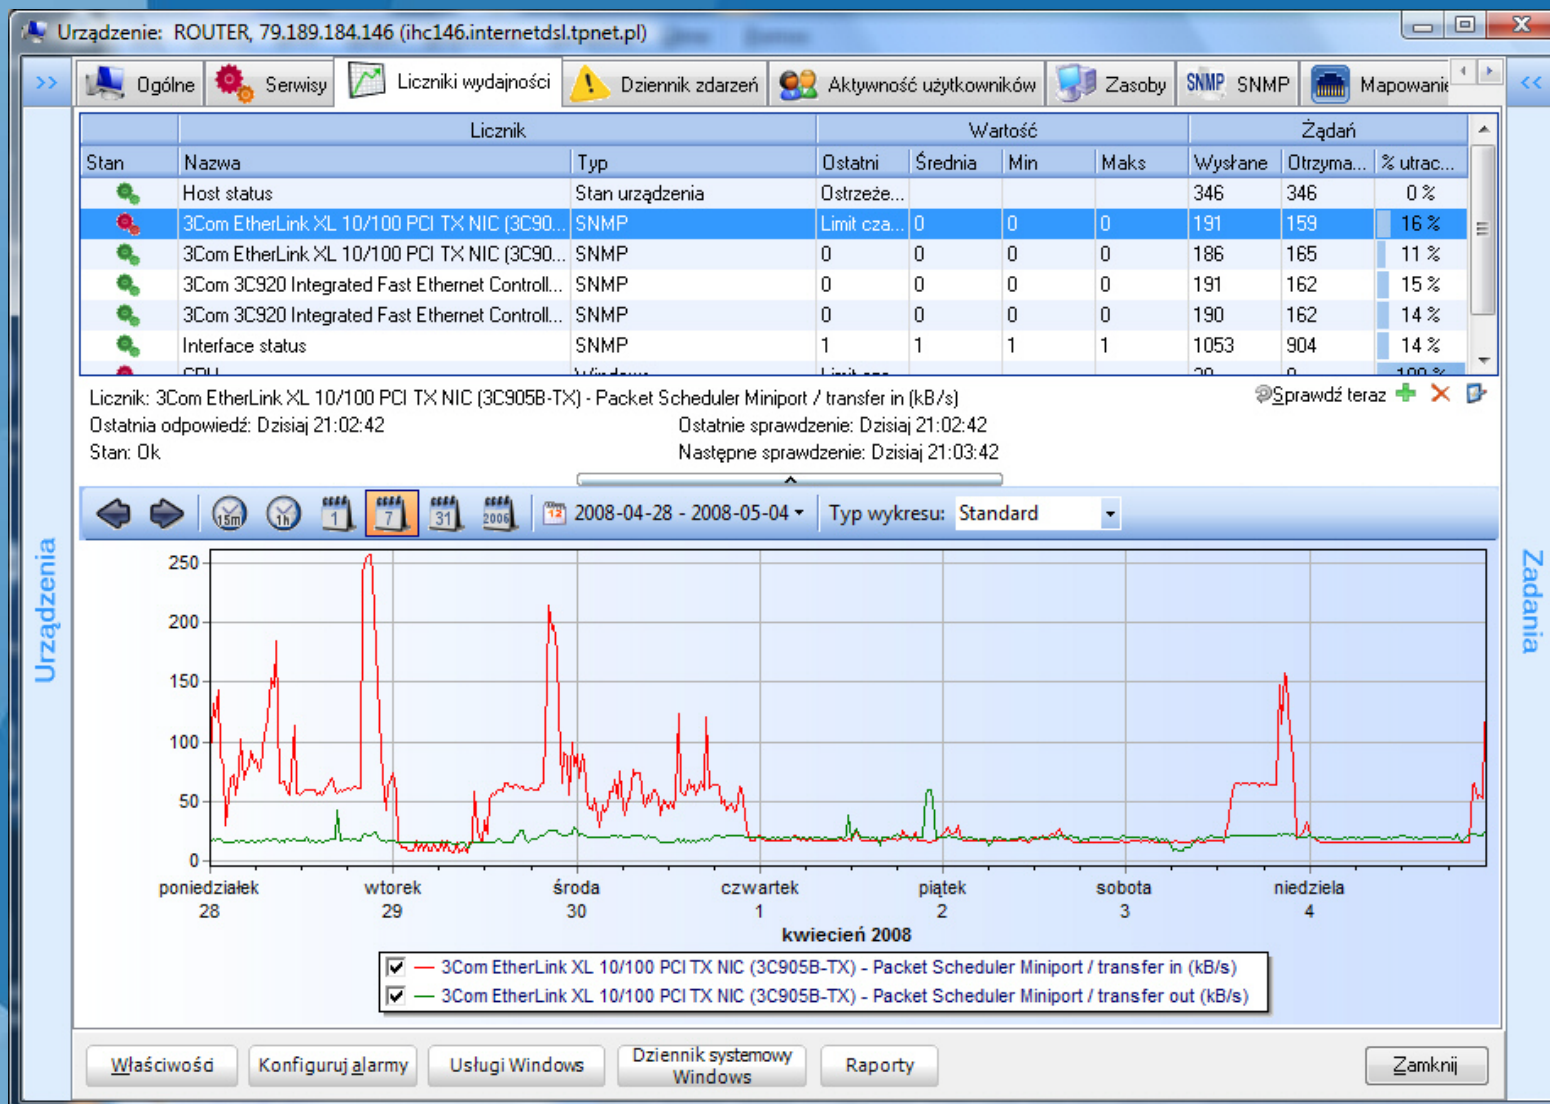 Urządzenie: ROUTER, 79.189.184.146 (ihc146.internetdsl.tpnet.pl)
>> Ogólne Serwisy Liczniki wydajności Dziennik zdarzeń Aktywność użytkowników Zasoby SNMP SNMP Mapowanie <<
Licznik Wartość Żądań
Stan Nazwa Typ Ostatni Średnia Min Maks Wysłane Otrzyma... % utrac...
Host status Stan urządzenia Ostrzeże... 346 346 0 %
3Com EtherLink XL 10/100 PCI TX NIC (3C90... SNMP Limit cza... 0 0 0 191 159 16 %
3Com EtherLink XL 10/100 PCI TX NIC (3C90... SNMP 0 0 0 0 186 165 11 %
3Com 3C920 Integrated Fast Ethernet Controll... SNMP 0 0 0 0 191 162 15 %
3Com 3C920 Integrated Fast Ethernet Controll... SNMP 0 0 0 0 190 162 14 %
Interface status SNMP 1 1 1 1 1053 904 14 %
CPU Windows 100 %
Licznik: 3Com EtherLink XL 10/100 PCI TX NIC (3C905B-TX) - Packet Scheduler Miniport / transfer in (kB/s) Sprawdź teraz
Ostatnia odpowiedź: Dzisiaj 21:02:42 Ostatnie sprawdzenie: Dzisiaj 21:02:42
Stan: Ok Następne sprawdzenie: Dzisiaj 21:03:42
15m 1h 1 7 31 2006 12 2008-04-28 - 2008-05-04 Typ wykresu: Standard
Urządzenia
Zadania
250
200
150
100
50
0
poniedziałek wtorek środa czwartek piątek sobota niedziela
28 29 30 1 2 3 4
kwiecień 2008
3Com EtherLink XL 10/100 PCI TX NIC (3C905B-TX) - Packet Scheduler Miniport / transfer in (kB/s)
3Com EtherLink XL 10/100 PCI TX NIC (3C905B-TX) - Packet Scheduler Miniport / transfer out (kB/s)
Właściwości Konfiguruj alarmy Usługi Windows Dziennik systemowy Windows Raporty Zamknij